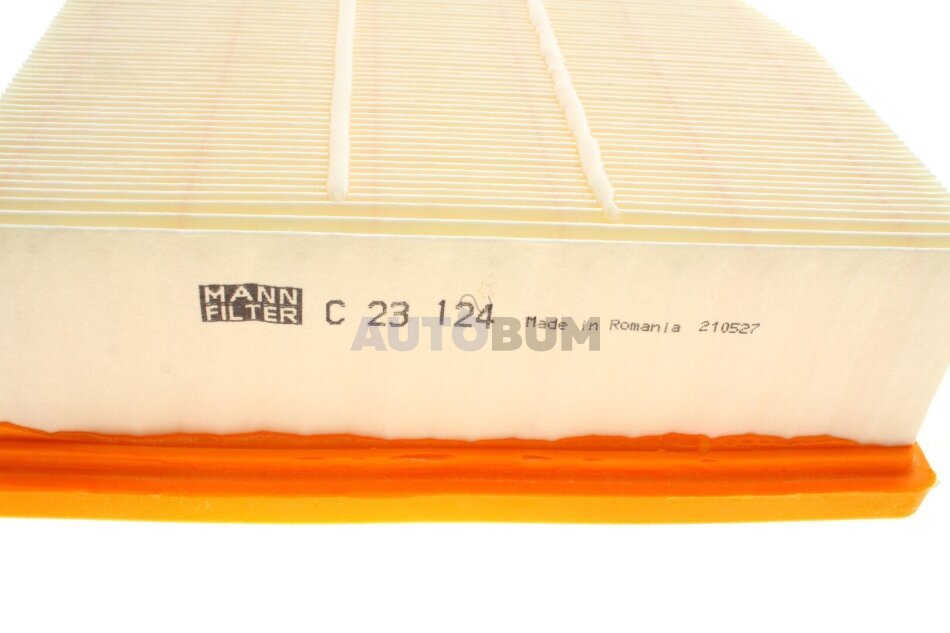 MANN
FILTER
C 23 124 Made in Romania 210527
AUTOBUM